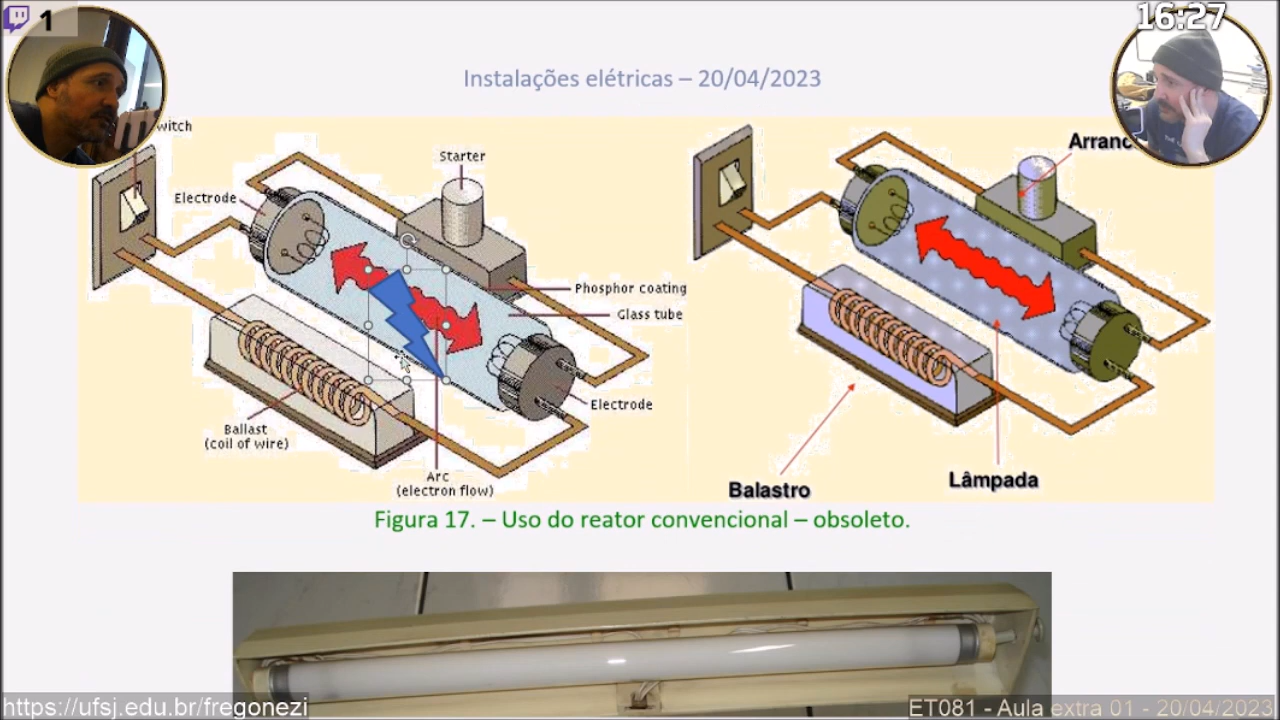 1
16:27
Instalações elétricas – 20/04/2023
witch
Starter
Electrode
Phosphor coating
Glass tube
Electrode
Ballast
(coil of wire)
Arc
(electron flow)
Arranc
Balastro
Lâmpada
Figura 17. – Uso do reator convencional – obsoleto.
https://ufsj.edu.br/fregonezi
ET081 - Aula extra 01 - 20/04/2023